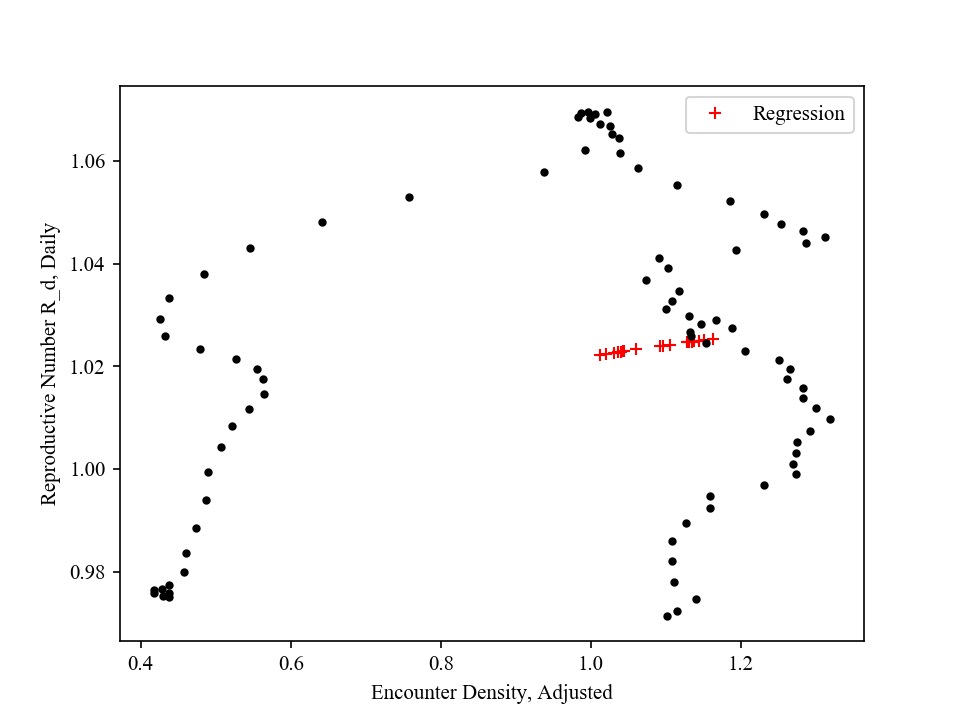 Regression
1.06
1.04
1.02
1.00
0.98
Reproductive Number R_d, Daily
0.4 0.6 0.8 1.0 1.2
Encounter Density, Adjusted